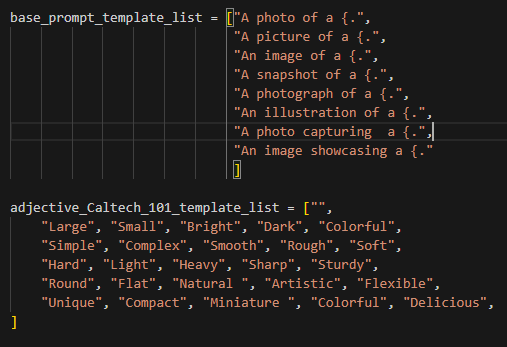 base_prompt_template_list = ["A photo of a {.",
"A picture of a {.",
"An image of a {.",
"A snapshot of a {.",
"A photograph of a {.",
"An illustration of a {.",
"A photo capturing  a {.",
"An image showcasing a {."
]
adjective_Caltech_101_template_list = ["",
"Large", "Small", "Bright", "Dark", "Colorful",
"Simple", "Complex", "Smooth", "Rough", "Soft",
"Hard", "Light", "Heavy", "Sharp", "Sturdy",
"Round", "Flat", "Natural ", "Artistic", "Flexible",
"Unique", "Compact", "Miniature ", "Colorful", "Delicious",
]